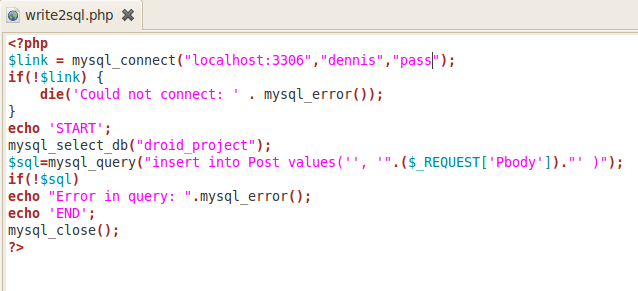 write2sql.php
<?php
$link = mysql_connect("localhost:3306","dennis","pass");
if(!$link) {
    die('Could not connect: ' . mysql_error());
}
echo 'START';
mysql_select_db("droid_project");
$sql=mysql_query("insert into Post values('', '".($_REQUEST['Pbody'])."' )");
if(!$sql)
echo "Error in query: ".mysql_error();
echo 'END';
mysql_close();
?>